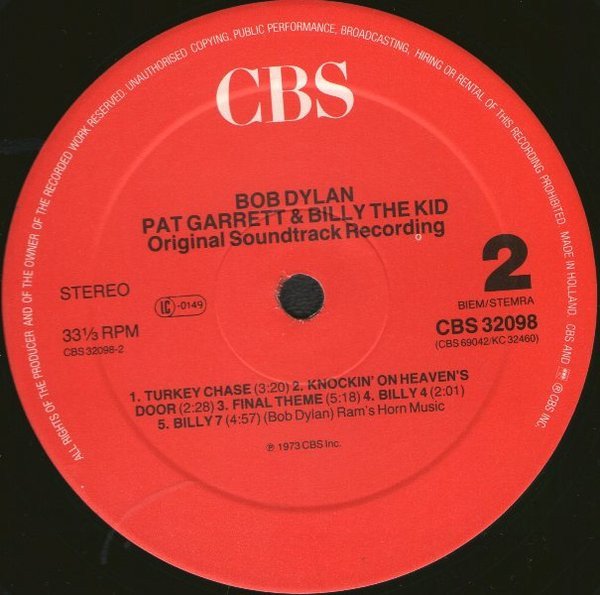 ALL RIGHTS OF THE PRODUCER AND OF THE OWNER OF THE RECORDED WORK RESERVED. UNAUTHORISED COPYING, PUBLIC PERFORMANCE, BROADCASTING, HIRING OR RENTAL OF THIS RECORDING PROHIBITED. MADE IN HOLLAND. CBS AND ® CBS INC.
CBS
BOB DYLAN
PAT GARRETT & BILLY THE KID
Original Soundtrack Recording
2
STEREO
LC -0149
BIEM/STEMRA
33⅓ RPM
CBS 32098
CBS 32098-2
(CBS 69042/KC 32460)
1. TURKEY CHASE (3:20) 2. KNOCKIN' ON HEAVEN'S
DOOR (2:28) 3. FINAL THEME (5:18) 4. BILLY 4 (2:01)
5. BILLY 7 (4:57) (Bob Dylan) Ram's Horn Music
℗ 1973 CBS Inc.